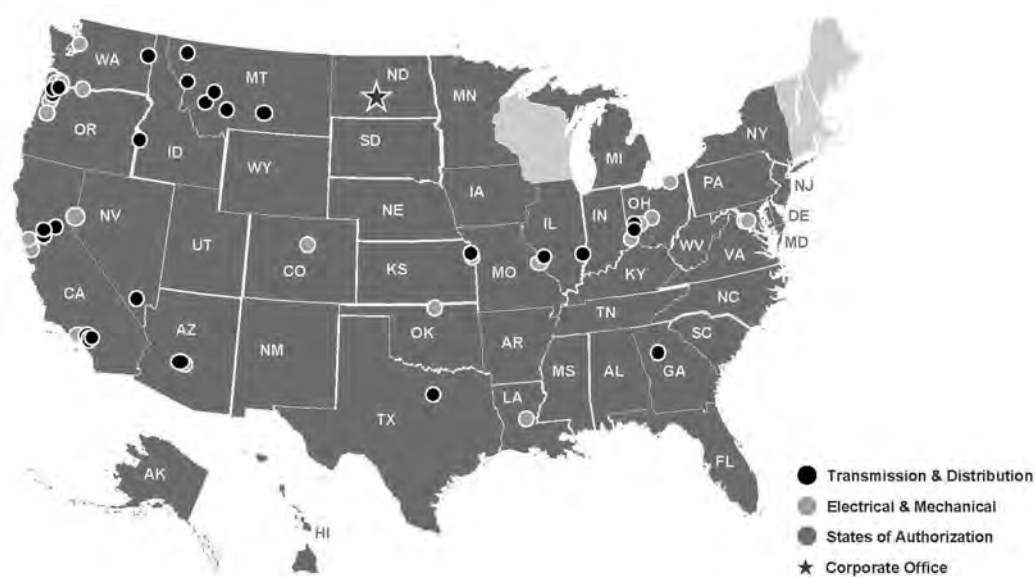 WA
MT
ND
MN
OR
ID
SD
WY
MI
NY
IA
PA
NE
NV
NJ
OH
IN
IL
UT
CO
DE
WV
MD
VA
KS
MO
KY
CA
NC
TN
AZ
OK
SC
NM
AR
MS
AL
GA
LA
TX
FL
AK
HI
Transmission & Distribution
Electrical & Mechanical
States of Authorization
Corporate Office